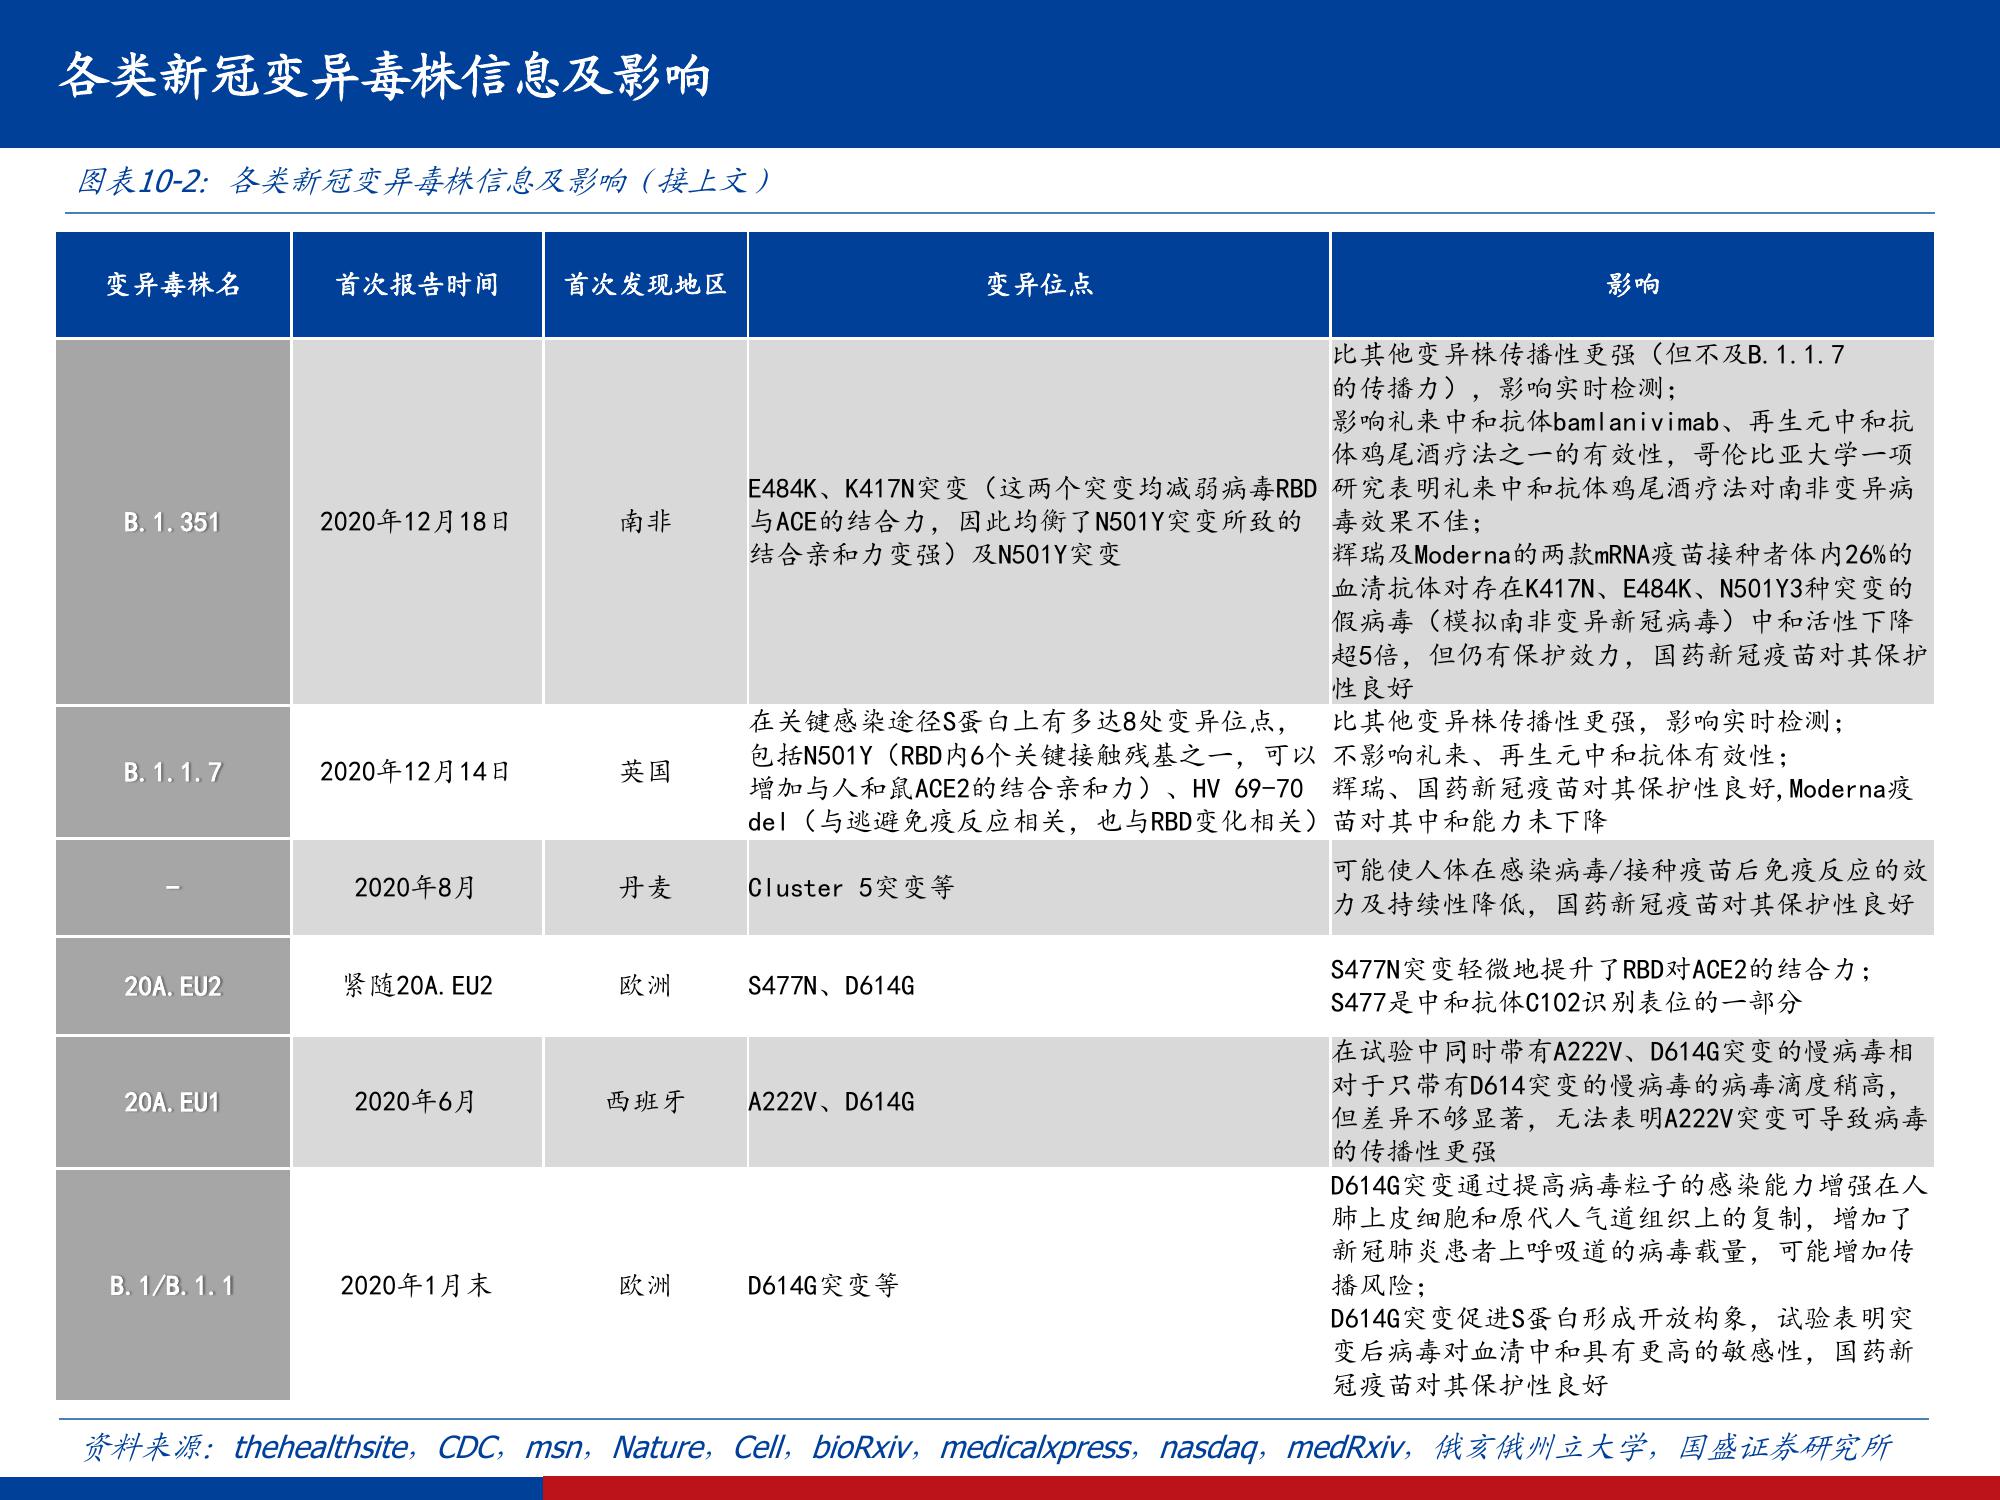 各类新冠变异毒株信息及影响
图表10-2：各类新冠变异毒株信息及影响（接上文）
变异毒株名
首次报告时间
首次发现地区
变异位点
影响
B.1.351
2020年12月18日
南非
E484K、K417N突变（这两个突变均减弱病毒RBD
与ACE的结合力，因此均衡了N501Y突变所致的
结合亲和力变强）及N501Y突变
比其他变异株传播性更强（但不及B.1.1.7
的传播力），影响实时检测；
影响礼来中和抗体bamlanivimab、再生元中和抗
体鸡尾酒疗法之一的有效性，哥伦比亚大学一项
研究表明礼来中和抗体鸡尾酒疗法对南非变异病
毒效果不佳；
辉瑞及Moderna的两款mRNA疫苗接种者体内26%的
血清抗体对存在K417N、E484K、N501Y3种突变的
假病毒（模拟南非变异新冠病毒）中和活性下降
超5倍，但仍有保护效力，国药新冠疫苗对其保护
性良好
B.1.1.7
2020年12月14日
英国
在关键感染途径S蛋白上有多达8处变异位点，
包括N501Y（RBD内6个关键接触残基之一，可以
增加与人和鼠ACE2的结合亲和力）、HV 69-70
del（与逃避免疫反应相关，也与RBD变化相关）
比其他变异株传播性更强，影响实时检测；
不影响礼来、再生元中和抗体有效性；
辉瑞、国药新冠疫苗对其保护性良好,Moderna疫
苗对其中和能力未下降
-
2020年8月
丹麦
Cluster 5突变等
可能使人体在感染病毒/接种疫苗后免疫反应的效
力及持续性降低，国药新冠疫苗对其保护性良好
20A.EU2
紧随20A.EU2
欧洲
S477N、D614G
S477N突变轻微地提升了RBD对ACE2的结合力；
S477是中和抗体C102识别表位的一部分
20A.EU1
2020年6月
西班牙
A222V、D614G
在试验中同时带有A222V、D614G突变的慢病毒相
对于只带有D614突变的慢病毒的病毒滴度稍高，
但差异不够显著，无法表明A222V突变可导致病毒
的传播性更强
B.1/B.1.1
2020年1月末
欧洲
D614G突变等
D614G突变通过提高病毒粒子的感染能力增强在人
肺上皮细胞和原代人气道组织上的复制，增加了
新冠肺炎患者上呼吸道的病毒载量，可能增加传
播风险；
D614G突变促进S蛋白形成开放构象，试验表明突
变后病毒对血清中和具有更高的敏感性，国药新
冠疫苗对其保护性良好
资料来源：thehealthsite，CDC，msn，Nature，Cell，bioRxiv，medicalxpress，nasdaq，medRxiv，俄亥俄州立大学，国盛证券研究所